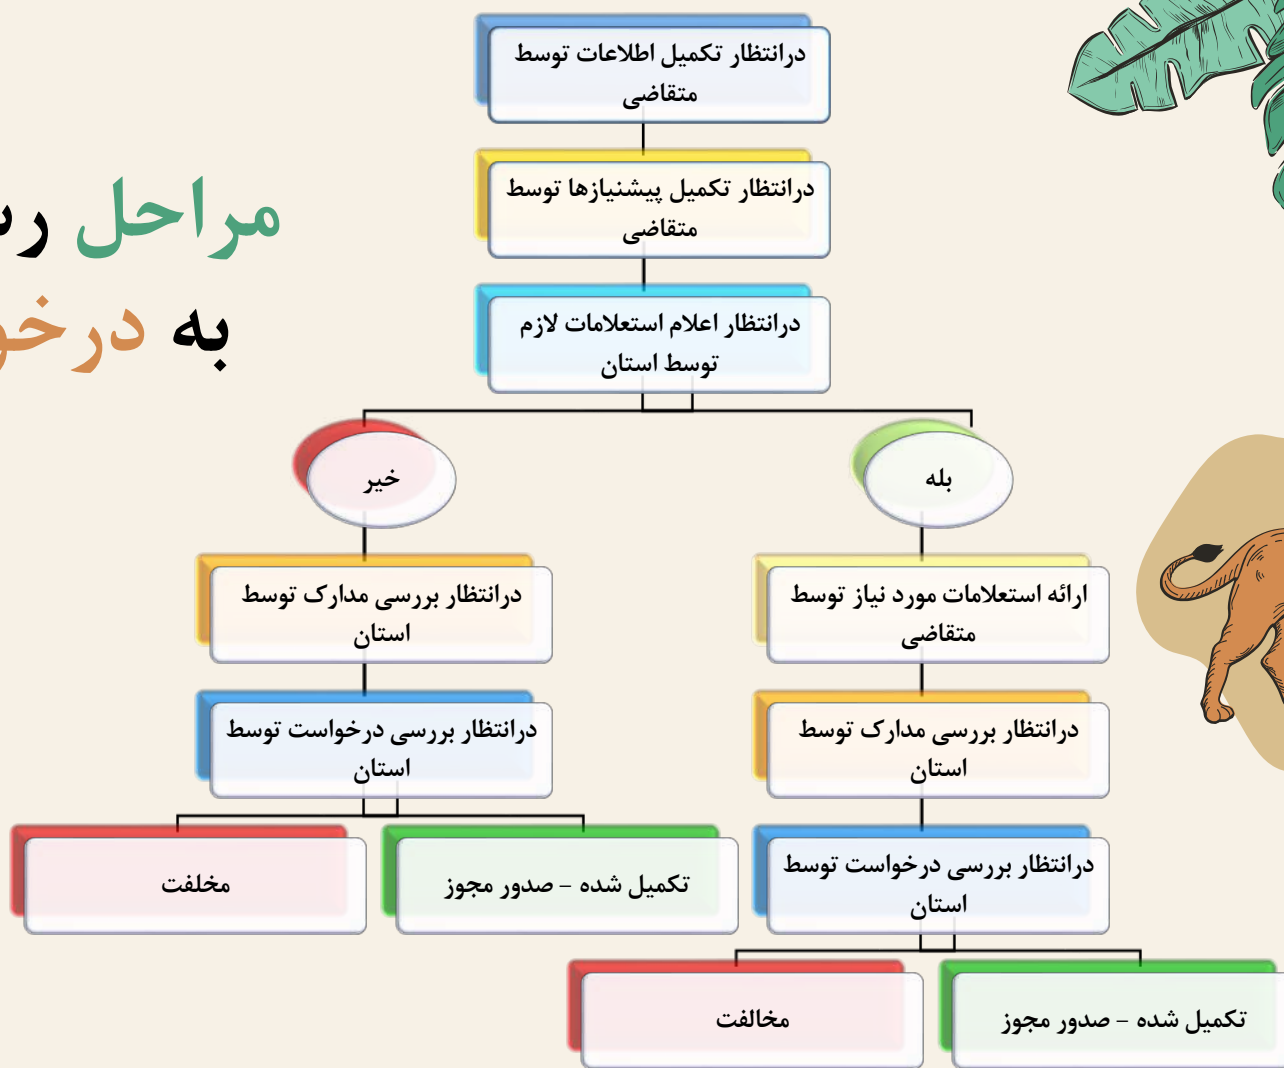 مراحل
به
درانتظار تکمیل اطلاعات توسط
متقاضی
درانتظار تکمیل پیشنیازها توسط
متقاضی
درانتظار اعلام استعلامات لازم
توسط استان
بله
خیر
ارائه استعلامات مورد نیاز توسط
متقاضی
درانتظار بررسی مدارک توسط
استان
درانتظار بررسی درخواست توسط
استان
تکمیل شده - صدور مجوز
مخالفت
درانتظار بررسی مدارک توسط
استان
درانتظار بررسی درخواست توسط
استان
تکمیل شده - صدور مجوز
مخلفت